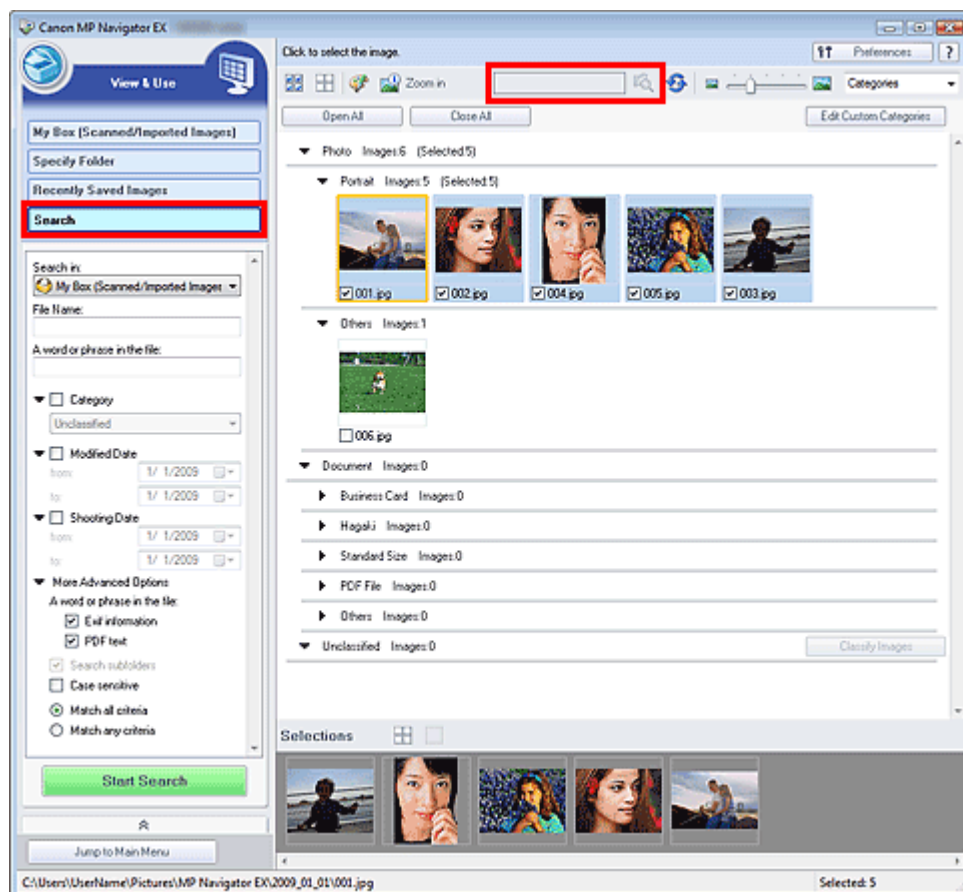 Canon MP Navigator EX
Click to select the image.
Preferences
?
View & Use
Zoom in
Categories
Open All
Close All
Edit Custom Categories
My Box (Scanned/Imported Images)
Specify Folder
Recently Saved Images
Search
Search in:
My Box (Scanned/Imported Images
File Name:
A word or phrase in the file:
Category
Unclassified
Modified Date
from:
1/ 1/2009
to:
1/ 1/2009
Shooting Date
from:
1/ 1/2009
to:
1/ 1/2009
More Advanced Options
A word or phrase in the file:
Exif information
PDF text
Search subfolders
Case sensitive
Match all criteria
Match any criteria
Start Search
Jump to Main Menu
Photo Images:6 (Selected:5)
Portrait Images:5 (Selected:5)
001.jpg
002.jpg
004.jpg
005.jpg
003.jpg
Others Images:1
006.jpg
Document Images:0
Business Card Images:0
Hagaki Images:0
Standard Size Images:0
PDF File Images:0
Others Images:0
Unclassified Images:0
Classify Images
Selections
C:\Users\UserName\Pictures\MP Navigator EX\2009_01_01\001.jpg
Selected: 5